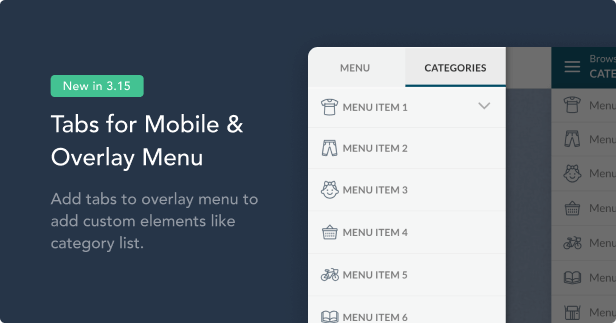 New in 3.15
Tabs for Mobile &
Overlay Menu
Add tabs to overlay menu to
add custom elements like
category list.
MENU
CATEGORIES
MENU ITEM 1
MENU ITEM 2
MENU ITEM 3
MENU ITEM 4
MENU ITEM 5
MENU ITEM 6
Brows
CATE
Menu
Menu
Menu
Menu
Menu
Menu
Menu